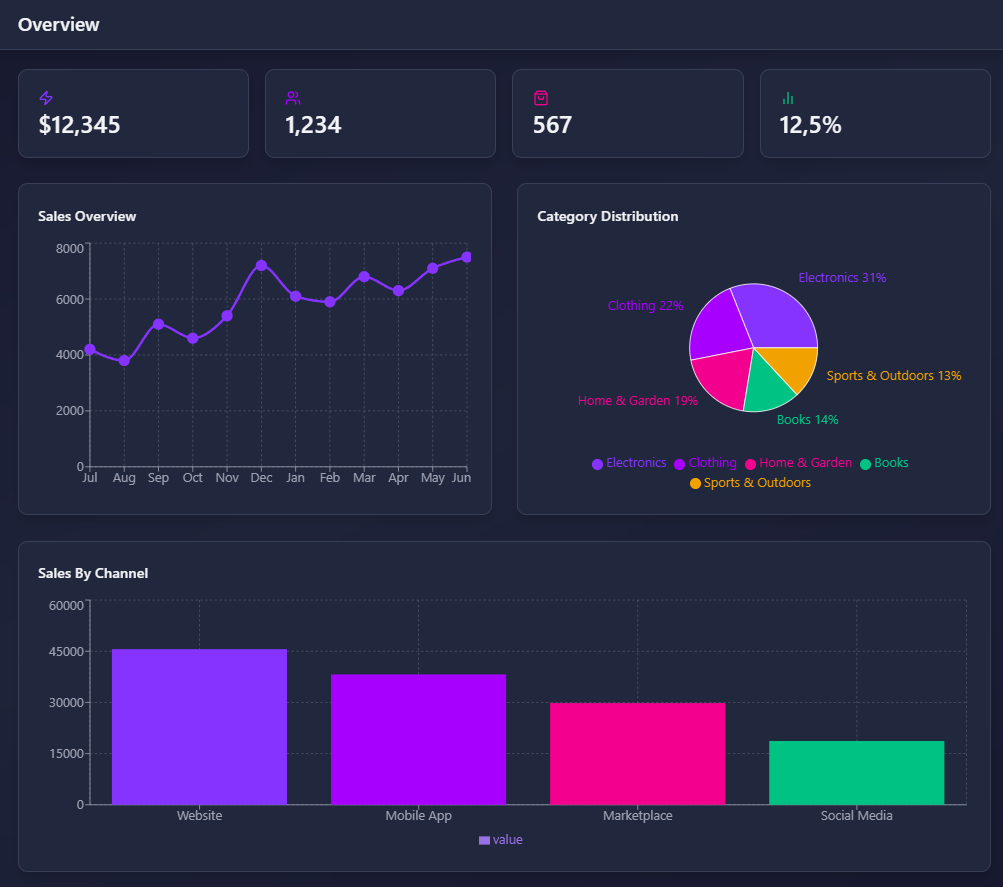 Overview
$12,345
1,234
567
12,5%
Sales Overview
8000
6000
4000
2000
0
Jul Aug Sep Oct Nov Dec Jan Feb Mar Apr May Jun
Category Distribution
Electronics 31%
Clothing 22%
Sports & Outdoors 13%
Home & Garden 19%
Books 14%
Electronics Clothing Home & Garden Books
Sports & Outdoors
Sales By Channel
60000
45000
30000
15000
0
Website Mobile App Marketplace Social Media
value